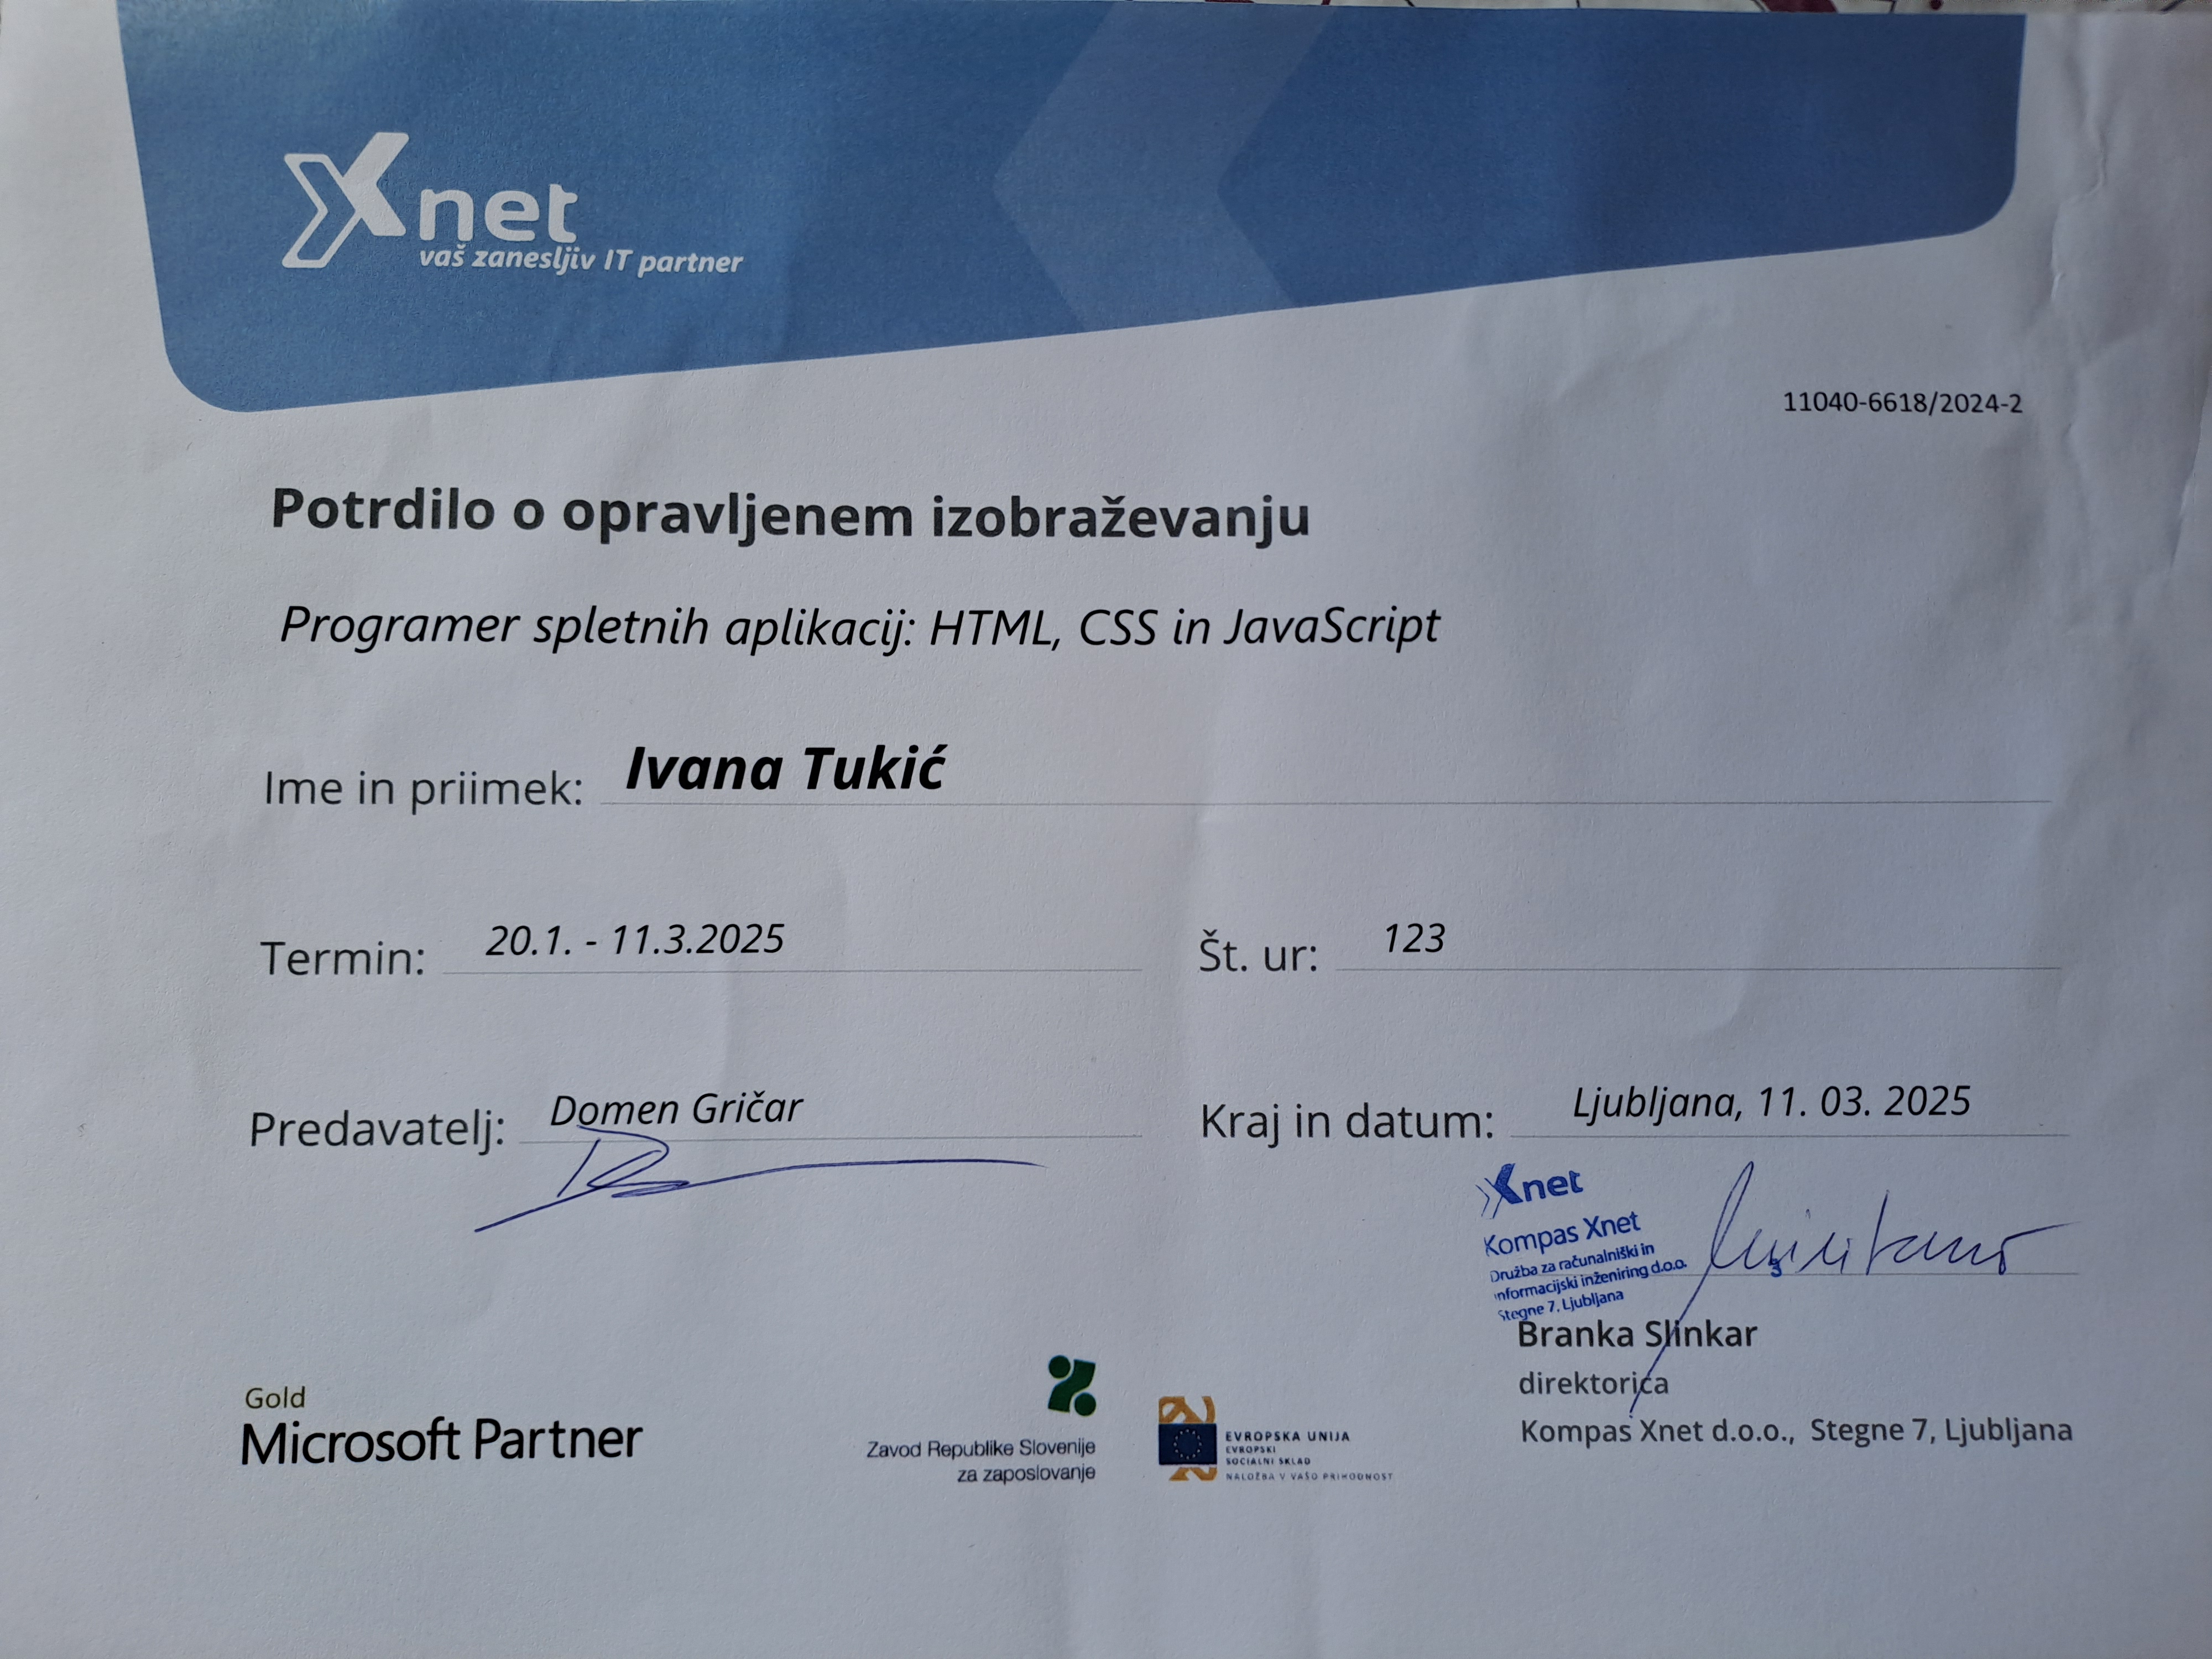 Xnet
vaš zanesljiv IT partner
11040-6618/2024-2
Potrdilo o opravljenem izobraževanju
Programer spletnih aplikacij: HTML, CSS in JavaScript
Ime in priimek: Ivana Tukić
Termin: 20.1. - 11.3.2025
Št. ur: 123
Predavatelj: Domen Gričar
Kraj in datum: Ljubljana, 11. 03. 2025
Xnet
Kompas Xnet
Družba za računalniški in
informacijski inženiring d.o.o.
Stegne 7, Ljubljana
Branka Slinkar
direktorica
Kompas Xnet d.o.o., Stegne 7, Ljubljana
Gold
Microsoft Partner
Zavod Republike Slovenije
za zaposlovanje
EVROPSKA UNIJA
EVROPSKI
SOCIALNI SKLAD
NALOŽBA V VAŠO PRIHODNOST